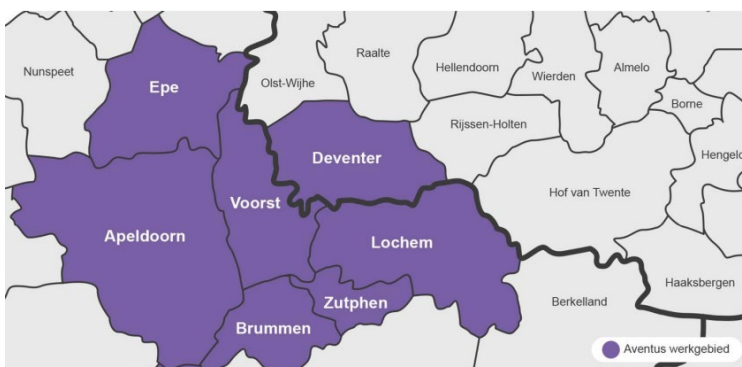 Raalte
Nunspeet
Hellendoorn
Almelo
Wierden
Olst-Wijhe
Epe
Borne
Rijssen-Holten
Deventer
Hengelo
Hof van Twente
Voorst
Apeldoorn
Lochem
Haaksbergen
Zutphen
Berkelland
Brummen
Aventus werkgebied